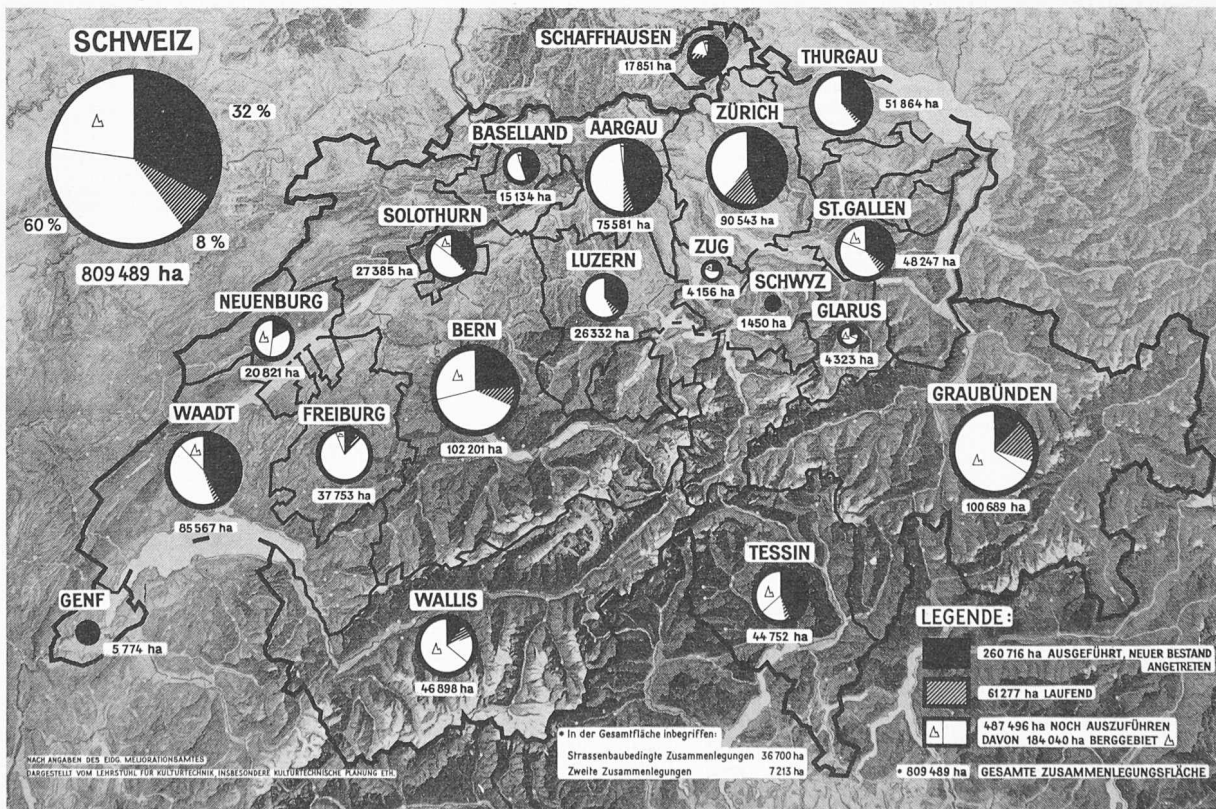 SCHWEIZ
32 %
60 %
8 %
809 489 ha
SCHAFFHAUSEN
17 851 ha
THURGAU
51 864 ha
BASELLAND
15 134 ha
AARGAU
75 581 ha
ZÜRICH
90 543 ha
SOLOTHURN
27 385 ha
LUZERN
26 332 ha
ZUG
4 156 ha
SCHWYZ
1 450 ha
ST.GALLEN
48 247 ha
GLARUS
4 323 ha
NEUENBURG
20 821 ha
BERN
102 201 ha
GRAUBÜNDEN
100 689 ha
WAADT
85 567 ha
FREIBURG
37 753 ha
GENF
5 774 ha
WALLIS
46 898 ha
TESSIN
44 752 ha
LEGENDE:
260 716 ha AUSGEFÜHRT, NEUER BESTAND
ANGETRETEN
61 277 ha LAUFEND
487 496 ha NOCH AUSZUFÜHREN
DAVON 184 040 ha BERGGEBIET
* 809 489 ha GESAMTE ZUSAMMENLEGUNGSFLÄCHE
* In der Gesamtfläche inbegriffen:
Strassenbaubedingte Zusammenlegungen 36 700 ha
Zweite Zusammenlegungen 7 213 ha
NACH ANGABEN DES EIDG. MELIORATIONSAMTES
DARGESTELLT VOM LEHRSTUHL FÜR KULTURTECHNIK, INSBESONDERE KULTURTECHNISCHE PLANUNG ETH.